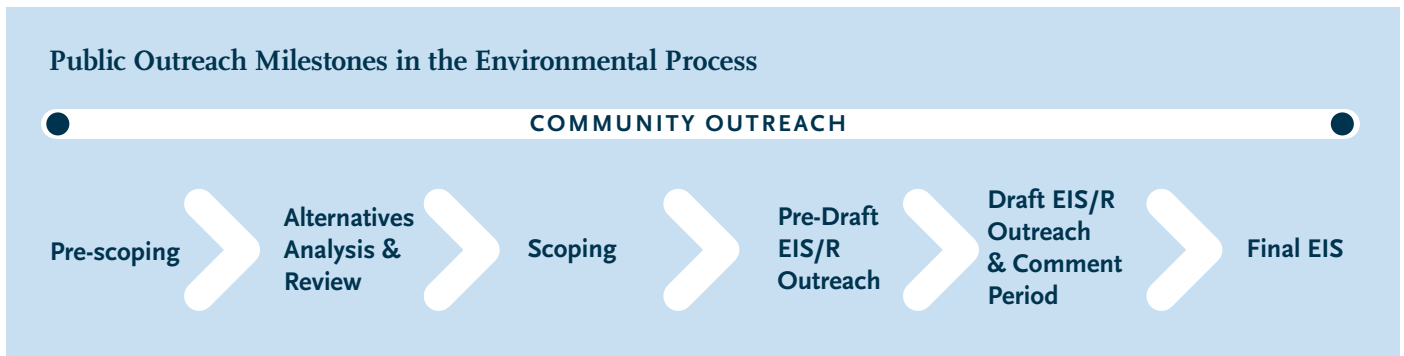 Public Outreach Milestones in the Environmental Process
COMMUNITY OUTREACH
Pre-scoping
Alternatives
Analysis &
Review
Scoping
Pre-Draft
EIS/R
Outreach
Draft EIS/R
Outreach
& Comment
Period
Final EIS